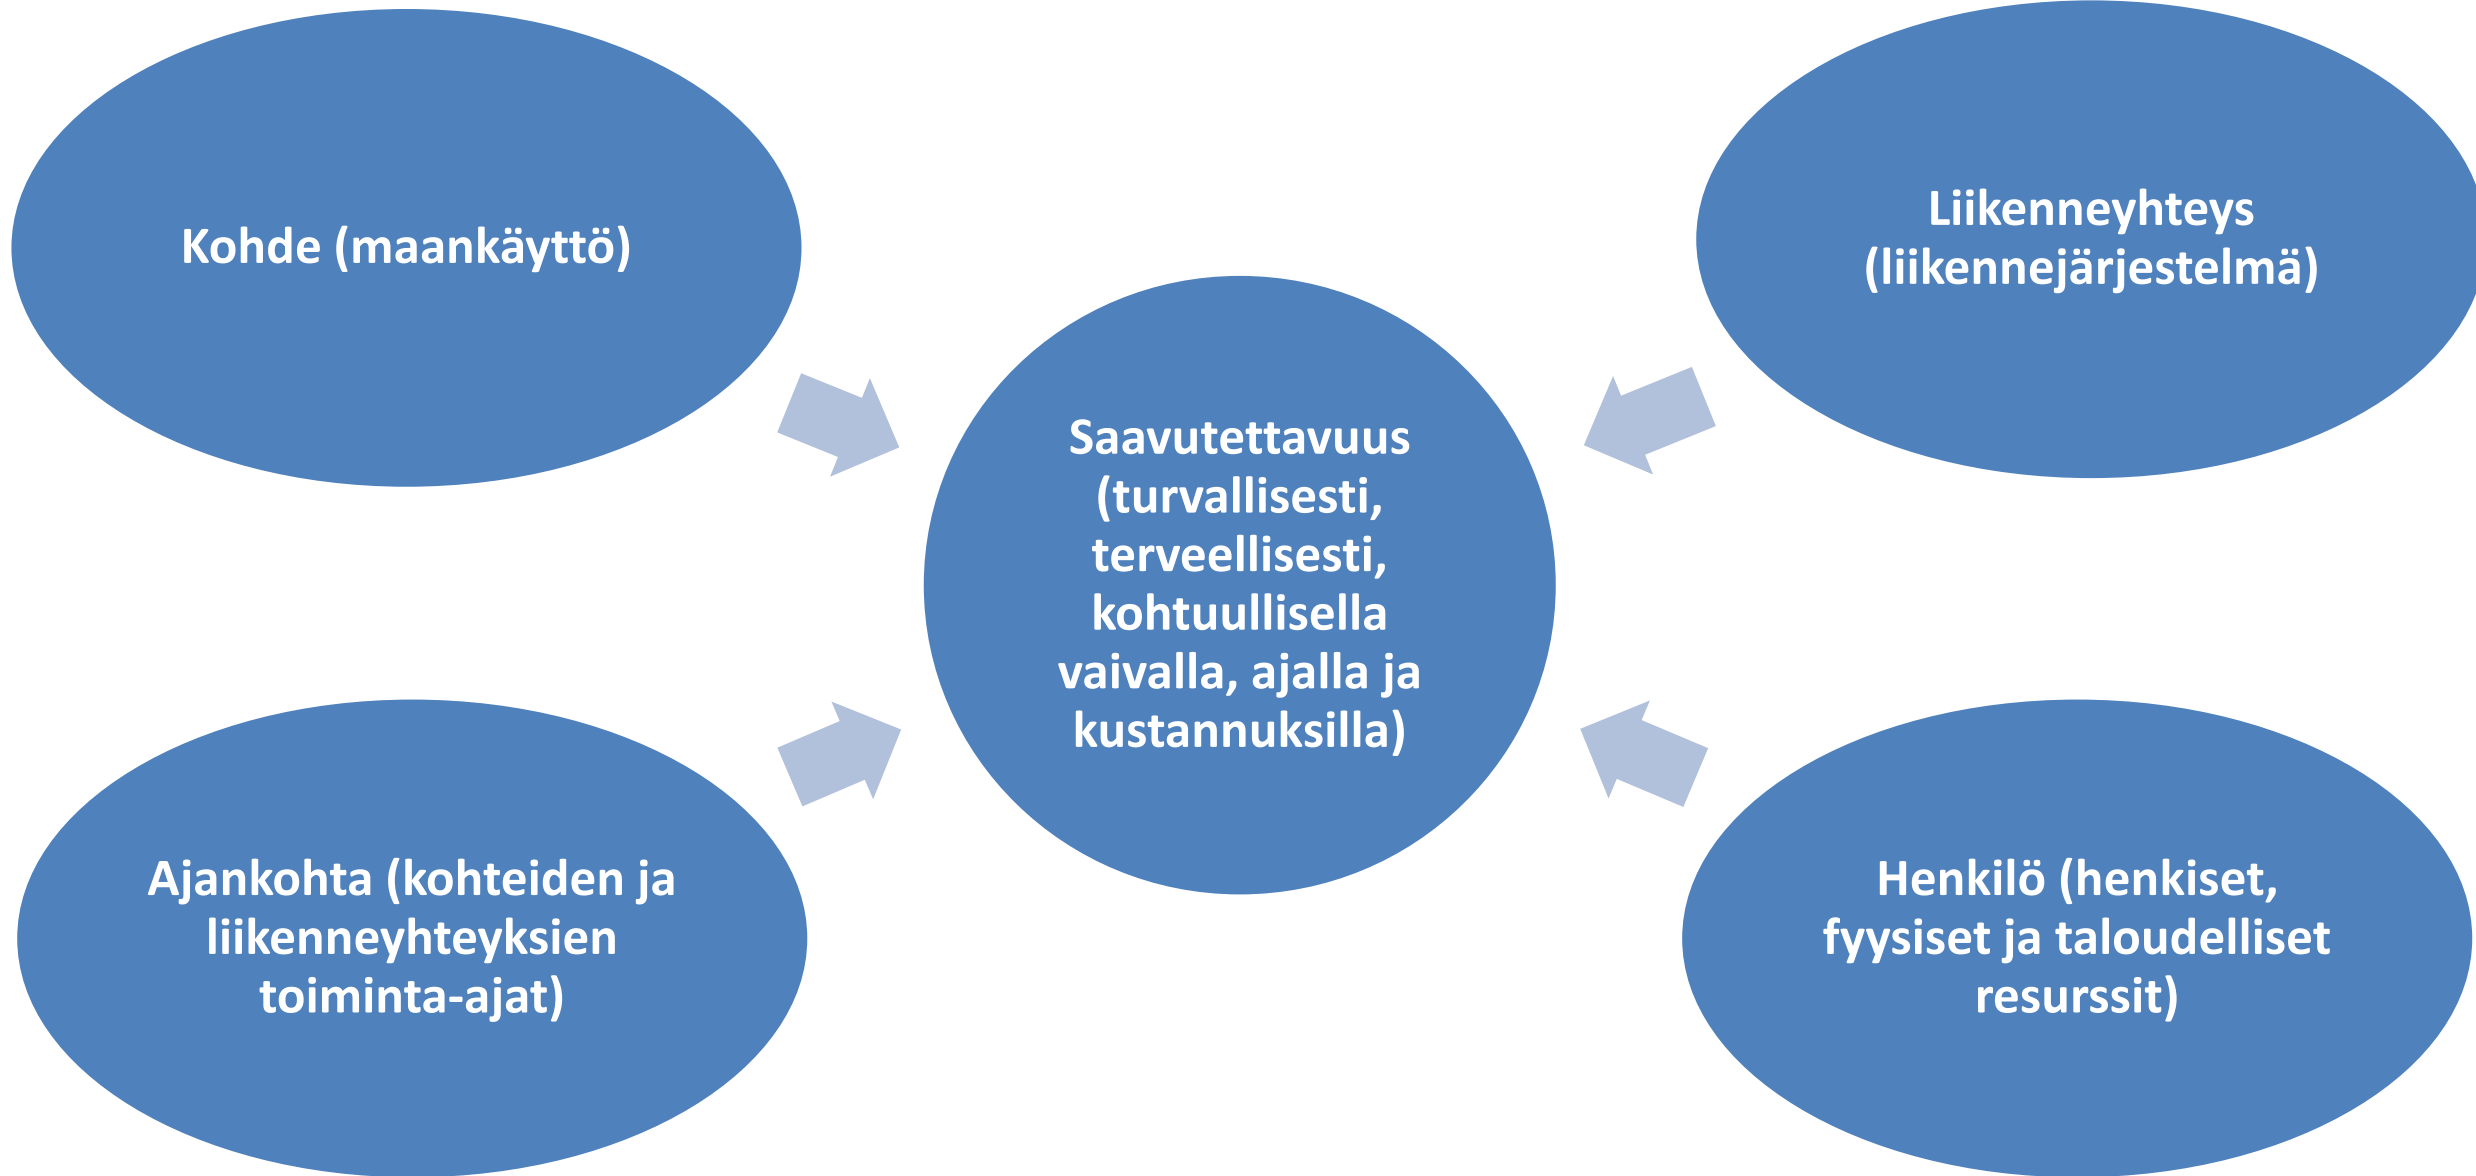 Kohde (maankäyttö)
Liikenneyhteys
(liikennejärjestelmä)
Saavutettavuus
(turvallisesti,
terveellisesti,
kohtuullisella
vaivalla, ajalla ja
kustannuksilla)
Ajankohta (kohteiden ja
liikenneyhteyksien
toiminta-ajat)
Henkilö (henkiset,
fyysiset ja taloudelliset
resurssit)